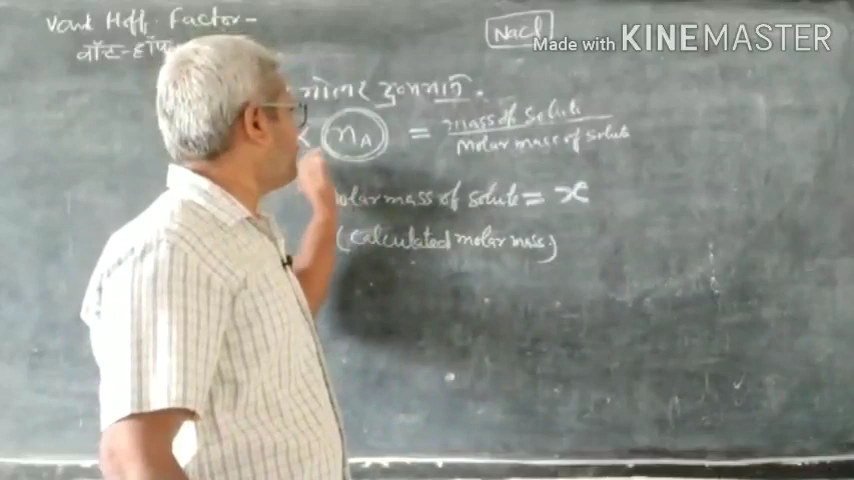 Vant Hoff. Factor-
वॉट-हॉफ
NaCl
Made with KINEMASTER
मोलर द्रव्यमान.
nA = mass of solute / Molar mass of Solute
olar mass of solute = x
(calculated molar mass)